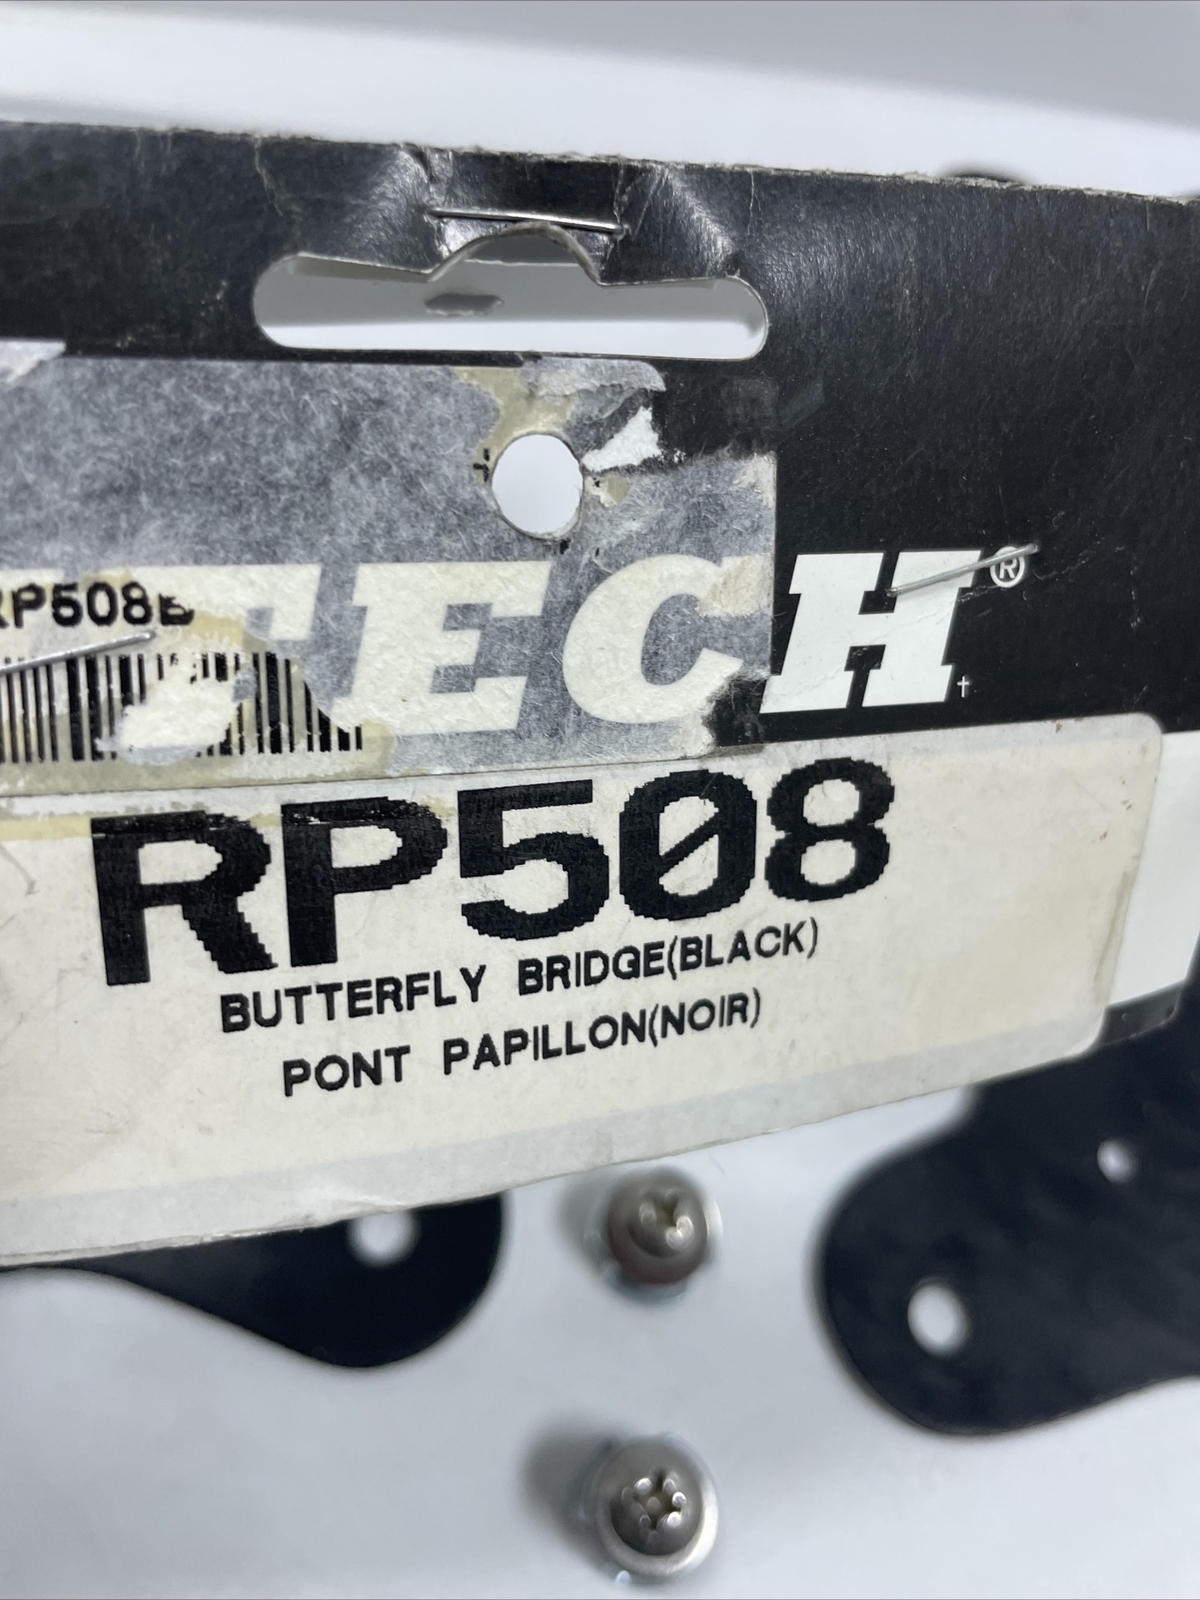 RP508B
TECH®
RP508
BUTTERFLY BRIDGE(BLACK)
PONT PAPILLON(NOIR)